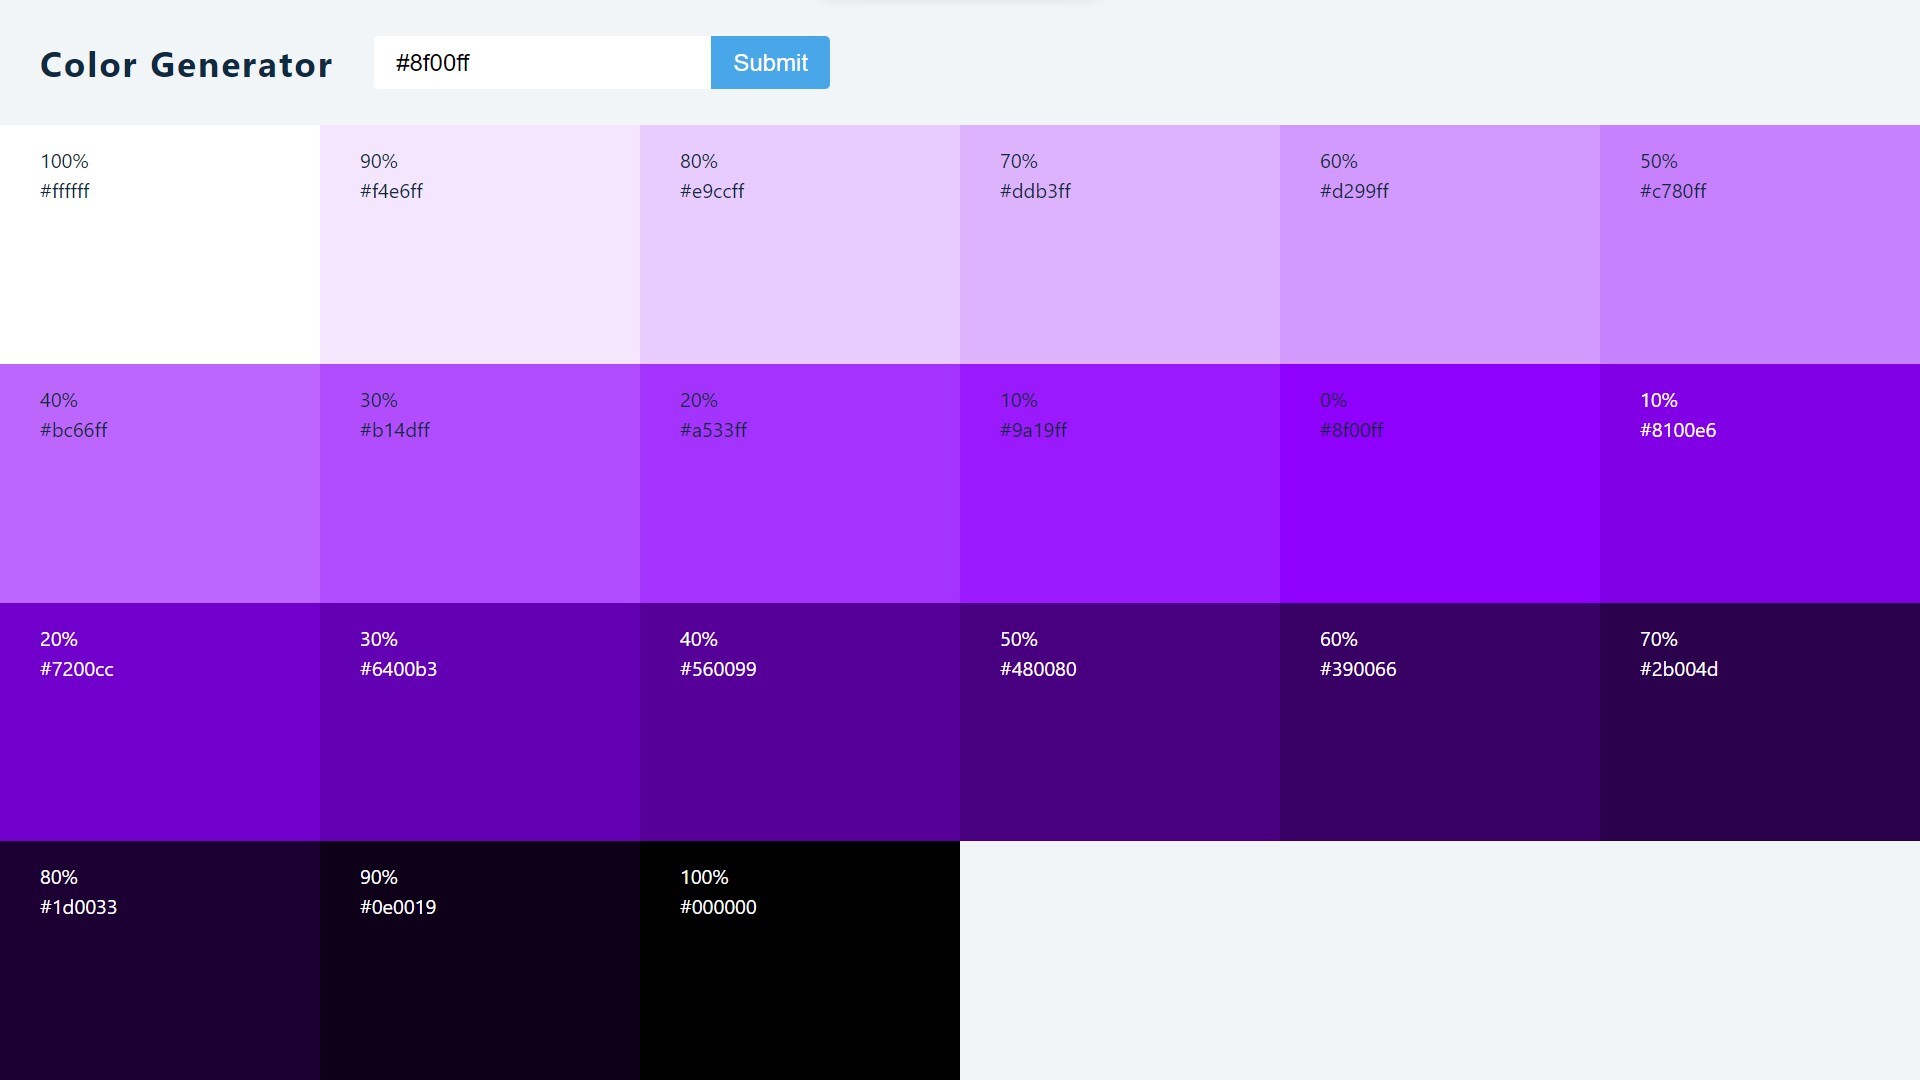 Color Generator
#8f00ff
Submit
100%
#ffffff
90%
#f4e6ff
80%
#e9ccff
70%
#ddb3ff
60%
#d299ff
50%
#c780ff
40%
#bc66ff
30%
#b14dff
20%
#a533ff
10%
#9a19ff
0%
#8f00ff
10%
#8100e6
20%
#7200cc
30%
#6400b3
40%
#560099
50%
#480080
60%
#390066
70%
#2b004d
80%
#1d0033
90%
#0e0019
100%
#000000